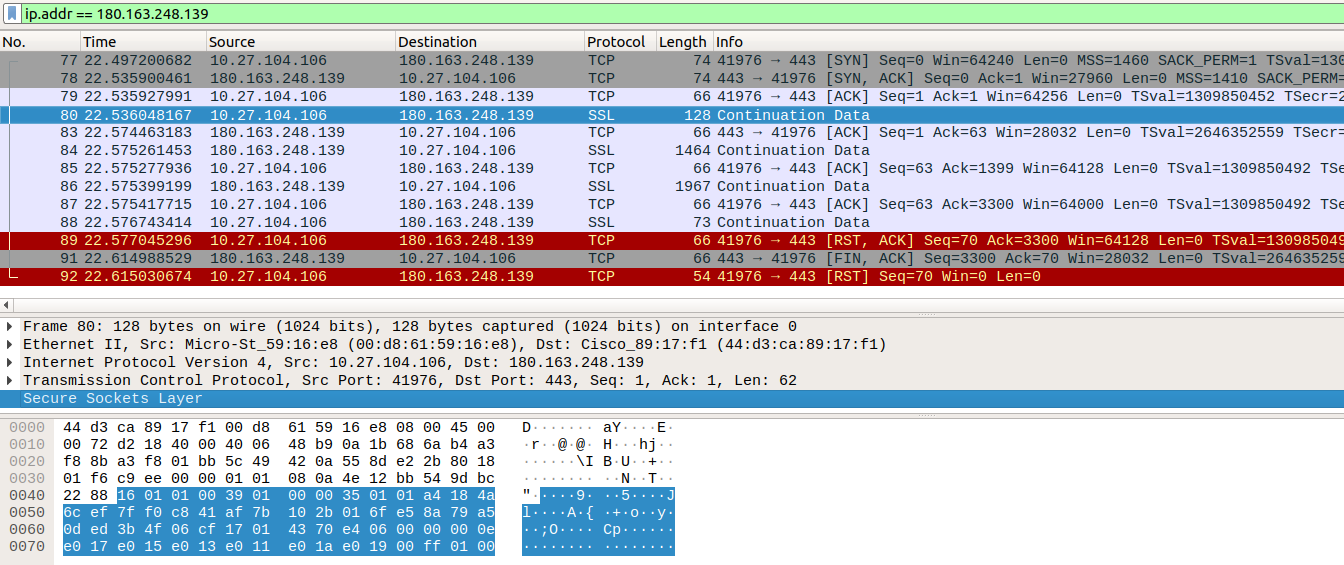 ip.addr == 180.163.248.139
No. Time Source Destination Protocol Length Info
77 22.497200682 10.27.104.106 180.163.248.139 TCP 74 41976 → 443 [SYN] Seq=0 Win=64240 Len=0 MSS=1460 SACK_PERM=1 TSval=130
78 22.535900461 180.163.248.139 10.27.104.106 TCP 74 443 → 41976 [SYN, ACK] Seq=0 Ack=1 Win=27960 Len=0 MSS=1410 SACK_PERM=
79 22.535927991 10.27.104.106 180.163.248.139 TCP 66 41976 → 443 [ACK] Seq=1 Ack=1 Win=64256 Len=0 TSval=1309850452 TSecr=2
80 22.536048167 10.27.104.106 180.163.248.139 SSL 128 Continuation Data
83 22.574463183 180.163.248.139 10.27.104.106 TCP 66 443 → 41976 [ACK] Seq=1 Ack=63 Win=28032 Len=0 TSval=2646352559 TSecr=
84 22.575261453 180.163.248.139 10.27.104.106 SSL 1464 Continuation Data
85 22.575277936 10.27.104.106 180.163.248.139 TCP 66 41976 → 443 [ACK] Seq=63 Ack=1399 Win=64128 Len=0 TSval=1309850492 TSe
86 22.575399199 180.163.248.139 10.27.104.106 SSL 1967 Continuation Data
87 22.575417715 10.27.104.106 180.163.248.139 TCP 66 41976 → 443 [ACK] Seq=63 Ack=3300 Win=64000 Len=0 TSval=1309850492 TSe
88 22.576743414 10.27.104.106 180.163.248.139 SSL 73 Continuation Data
89 22.577045296 10.27.104.106 180.163.248.139 TCP 66 41976 → 443 [RST, ACK] Seq=70 Ack=3300 Win=64128 Len=0 TSval=130985049
91 22.614988529 180.163.248.139 10.27.104.106 TCP 66 443 → 41976 [FIN, ACK] Seq=3300 Ack=70 Win=28032 Len=0 TSval=264635259
92 22.615030674 10.27.104.106 180.163.248.139 TCP 54 41976 → 443 [RST] Seq=70 Win=0 Len=0
Frame 80: 128 bytes on wire (1024 bits), 128 bytes captured (1024 bits) on interface 0
Ethernet II, Src: Micro-St_59:16:e8 (00:d8:61:59:16:e8), Dst: Cisco_89:17:f1 (44:d3:ca:89:17:f1)
Internet Protocol Version 4, Src: 10.27.104.106, Dst: 180.163.248.139
Transmission Control Protocol, Src Port: 41976, Dst Port: 443, Seq: 1, Ack: 1, Len: 62
Secure Sockets Layer
0000 44 d3 ca 89 17 f1 00 d8 61 59 16 e8 08 00 45 00 D······· aY····E·
0010 00 72 d2 18 40 00 40 06 48 b9 0a 1b 68 6a b4 a3 ·r··@·@· H···hj··
0020 f8 8b a3 f8 01 bb 5c 49 42 0a 55 8d e2 2b 80 18 ······\I B·U··+··
0030 01 f6 c9 ee 00 00 01 01 08 0a 4e 12 bb 54 9d bc ········ ··N··T··
0040 22 88 16 01 01 00 39 01 00 00 35 01 01 a4 18 4a "·····9· ··5····J
0050 6c ef 7f f0 c8 41 af 7b 10 2b 01 6f e5 8a 79 a5 l····A·{ ·+·o··y·
0060 0d ed 3b 4f 06 cf 17 01 43 70 e4 06 00 00 00 0e ··;O···· Cp······
0070 e0 17 e0 15 e0 13 e0 11 e0 1a e0 19 00 ff 01 00 ········ ········